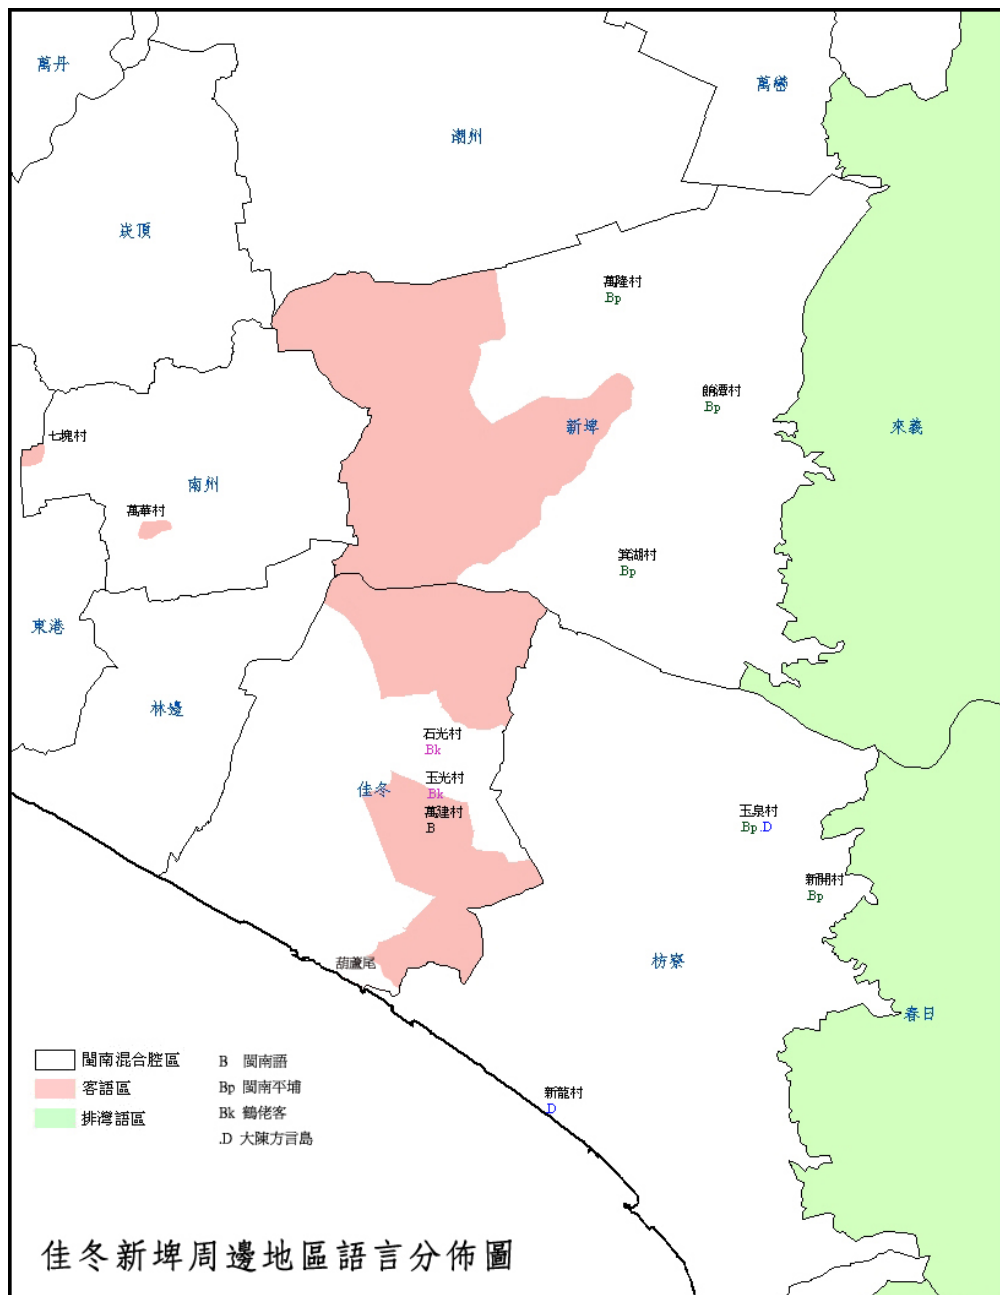 萬丹
潮州
萬巒
崁頂
萬隆村
Bp
餉潭村
Bp
新埤
來義
七塊村
南州
萬華村
箕湖村
Bp
東港
林邊
石光村
Bk
玉光村
Bk
佳冬
萬建村
B
玉泉村
Bp.D
新開村
Bp
葫蘆尾
枋寮
春日
新龍村
D
閩南混合腔區
客語區
排灣語區
B 閩南語
Bp 閩南平埔
Bk 鶴佬客
.D 大陳方言島
佳冬新埤周邊地區語言分佈圖